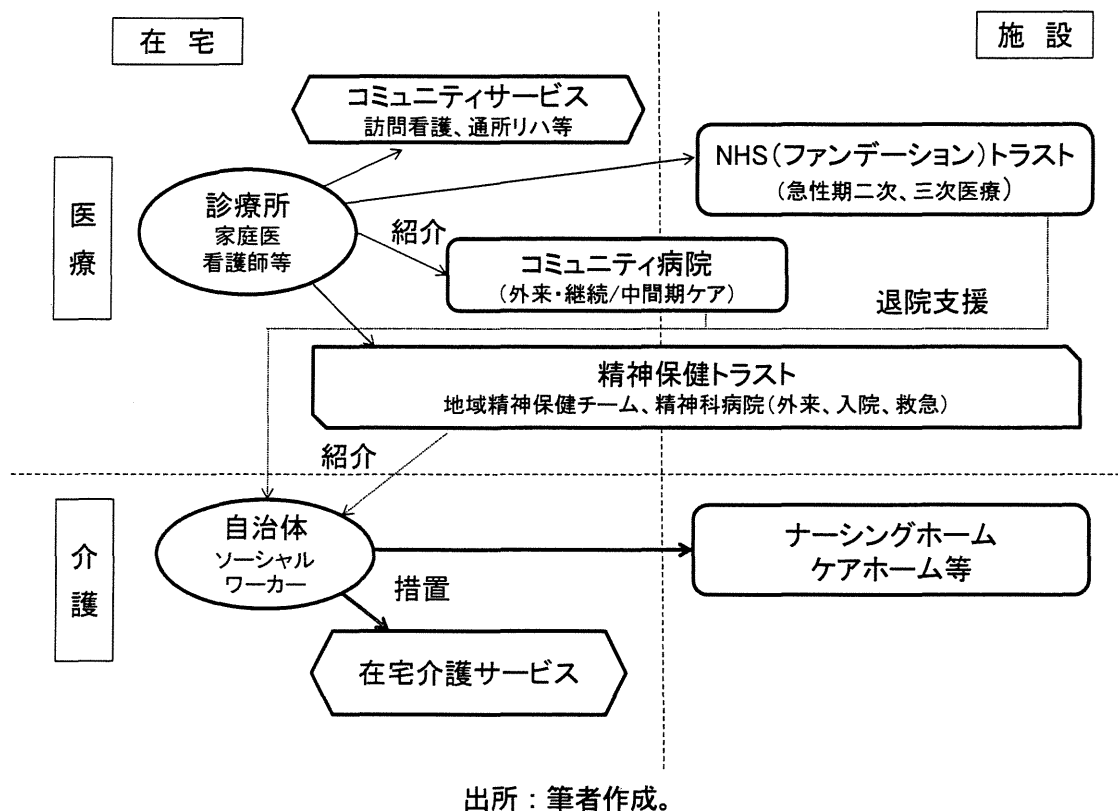 在 宅
施 設
コミュニティサービス
訪問看護、通所リハ等
NHS(ファンデーション)トラスト
(急性期二次、三次医療)
医
療
診療所
家庭医
看護師等
紹介
コミュニティ病院
(外来・継続/中間期ケア)
退院支援
精神保健トラスト
地域精神保健チーム、精神科病院(外来、入院、救急)
紹介
介
護
自治体
ソーシャル
ワーカー
措置
ナーシングホーム
ケアホーム等
在宅介護サービス
出所：筆者作成。